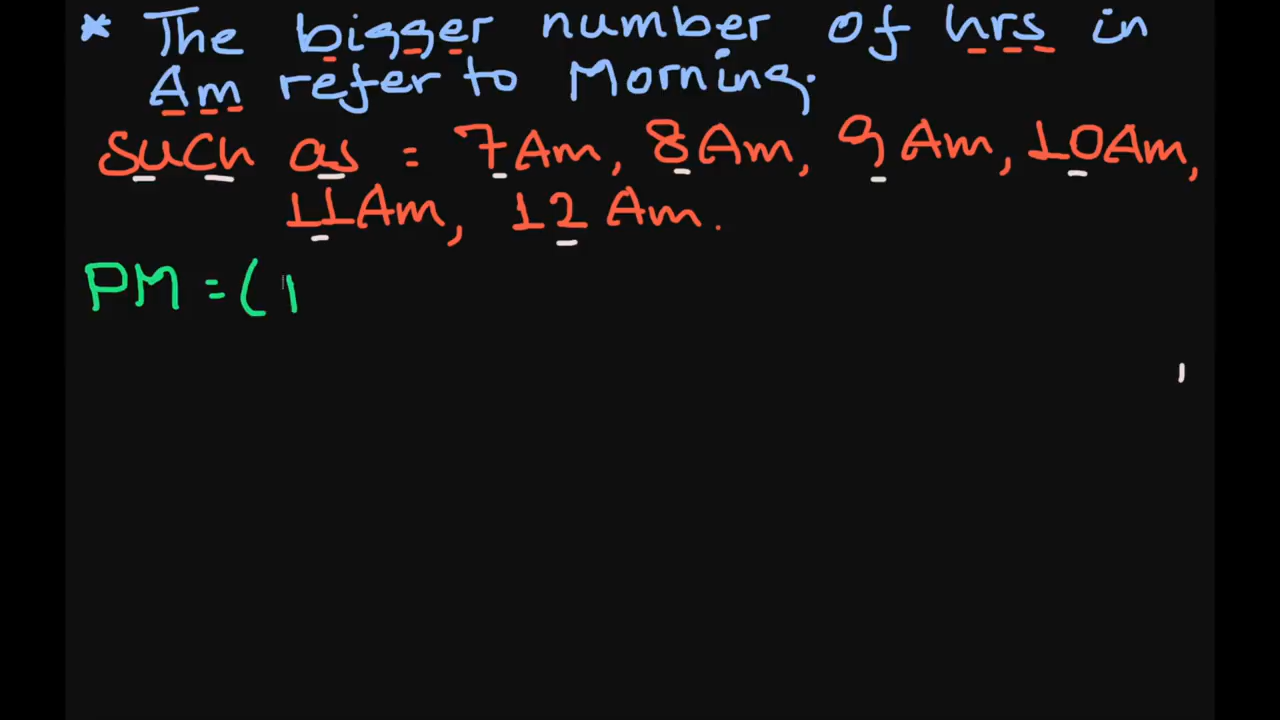 * The bigger number of hrs in
Am refer to Morning.
such as = 7Am, 8Am, 9Am, 10Am,
11Am, 12 Am.
PM = ( 1